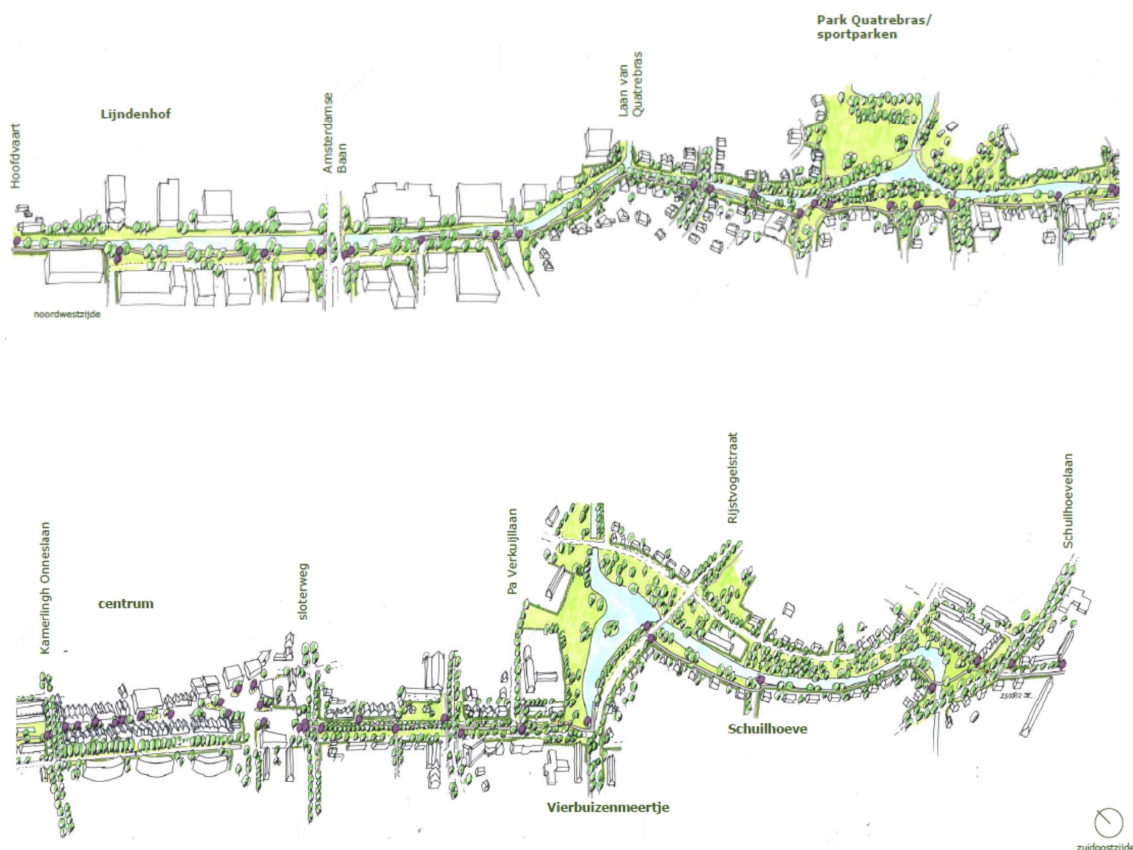 Park Quatrebras/
sportparken
Laan van
Quatrebras
Lijndenhof
Amsterdamse
Baan
Hoofdvaart
noordwestzijde
Rijstvogelstraat
Schuilhoevelaan
Pa Verkuijllaan
Kamerlingh Onneslaan
sloterweg
centrum
Schuilhoeve
Vierbuizenmeertje
zuidoostzijde